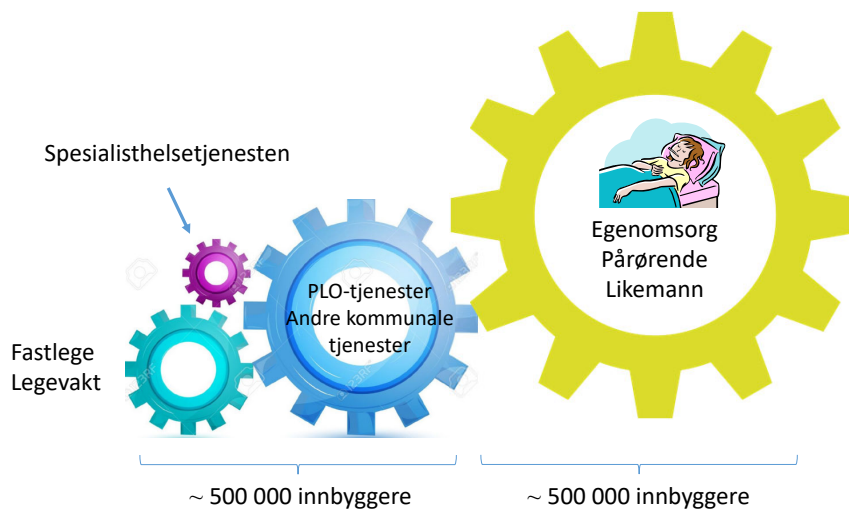 Spesialisthelsetjenesten
Egenomsorg
Pårørende
Likemann
PLO-tjenester
Andre kommunale
tjenester
Fastlege
Legevakt
~ 500 000 innbyggere
~ 500 000 innbyggere